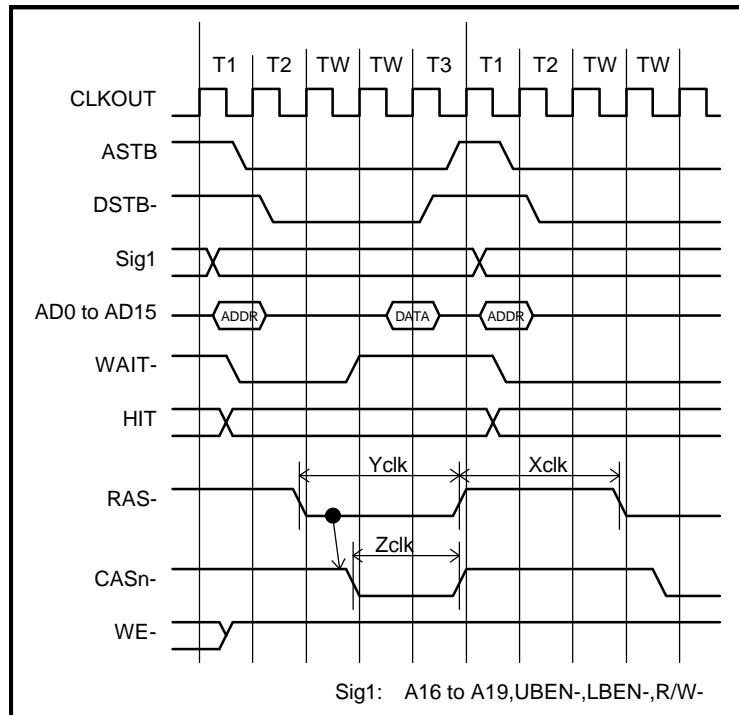 T1 T2 TW TW T3 T1 T2 TW TW
CLKOUT
ASTB
DSTB-
Sig1
AD0 to AD15 ADDR DATA ADDR
WAIT-
HIT
Yclk Xclk
RAS-
Zclk
CASn-
WE-
Sig1: A16 to A19,UBEN-,LBEN-,R/W-